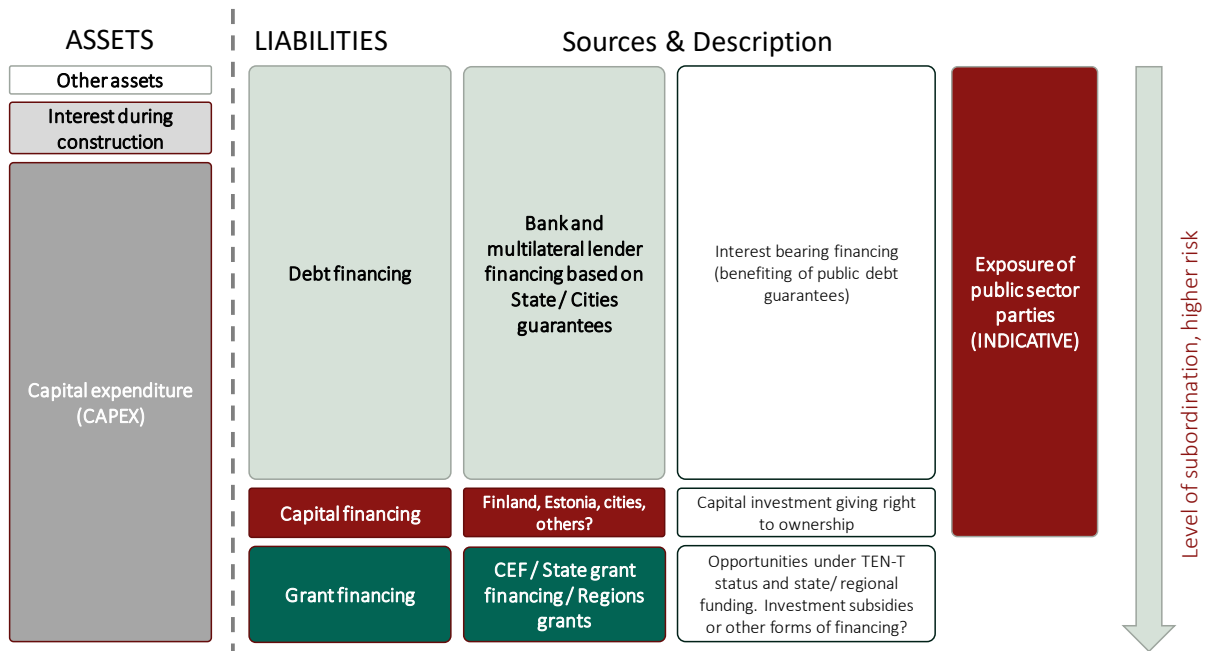 ASSETS
LIABILITIES
Sources & Description
Other assets
Interest during
construction
Capital expenditure
(CAPEX)
Debt financing
Bank and
multilateral lender
financing based on
State / Cities
guarantees
Interest bearing financing
(benefiting of public debt
guarantees)
Exposure of
public sector
parties
(INDICATIVE)
Level of subordination, higher risk
Capital financing
Finland, Estonia, cities,
others?
Capital investment giving right
to ownership
Grant financing
CEF / State grant
financing / Regions
grants
Opportunities under TEN-T
status and state/ regional
funding. Investment subsidies
or other forms of financing?